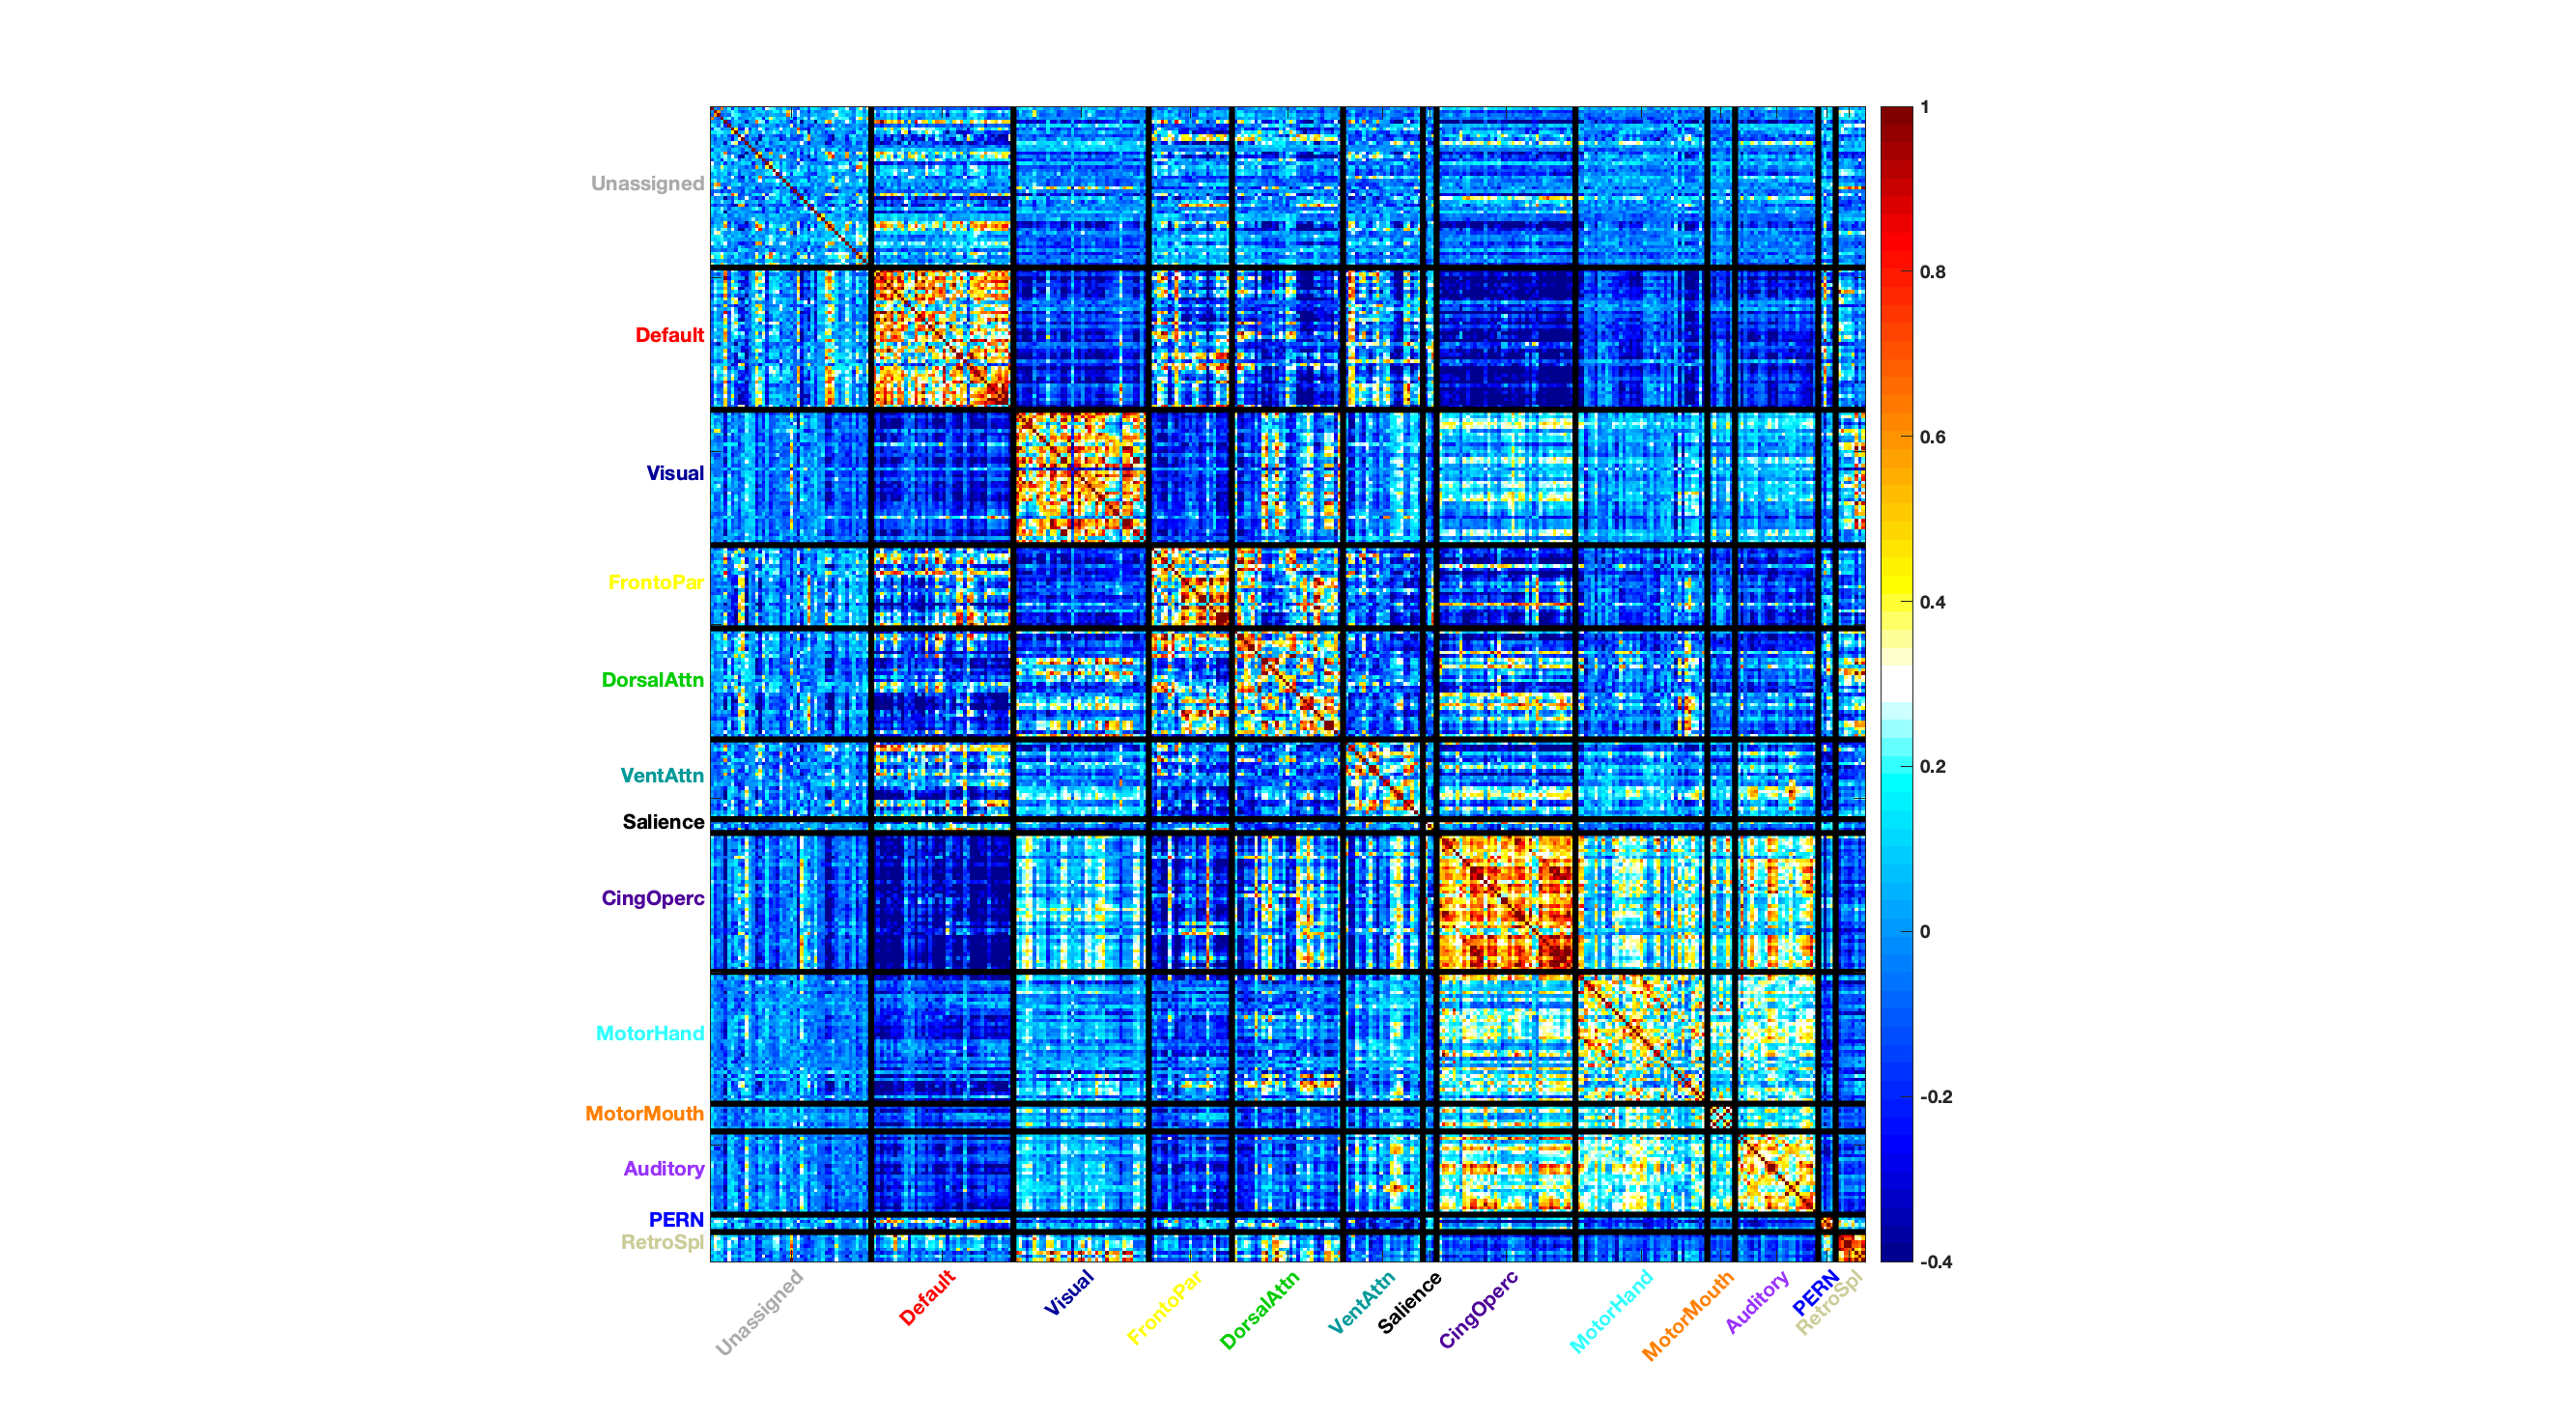 Unassigned
Default
Visual
FrontoPar
DorsalAttn
VentAttn
Salience
CingOperc
MotorHand
MotorMouth
Auditory
PERN
RetroSpl
Unassigned
Default
Visual
FrontoPar
DorsalAttn
VentAttn
Salience
CingOperc
MotorHand
MotorMouth
Auditory
PERN
RetroSpl
1
0.8
0.6
0.4
0.2
0
-0.2
-0.4